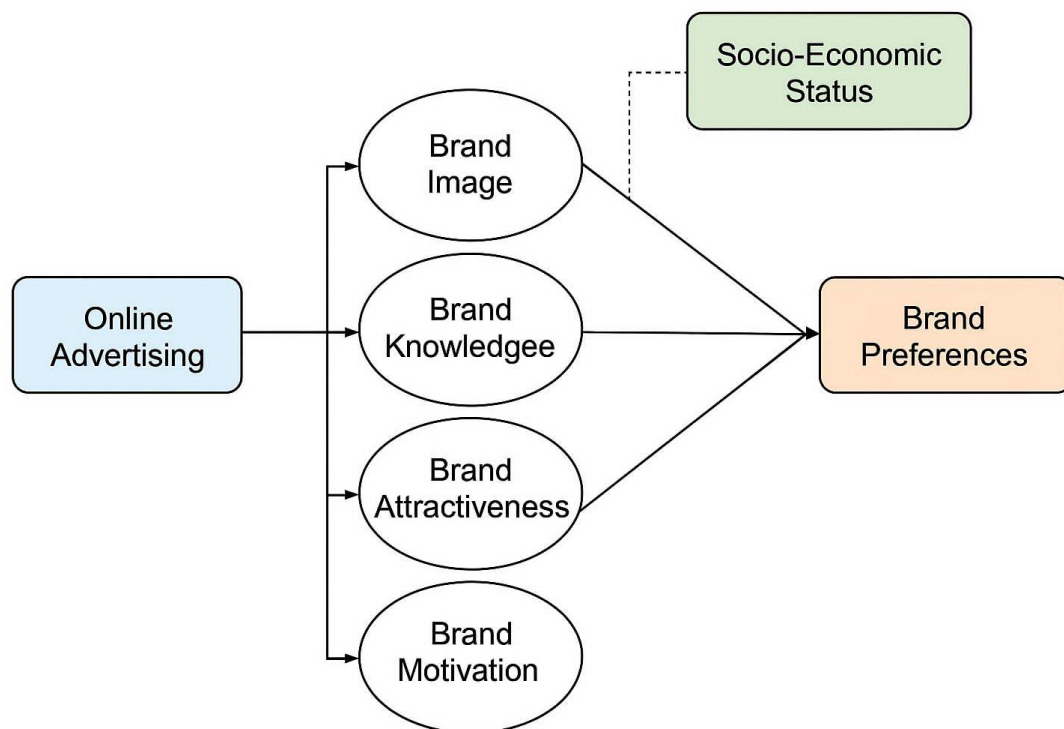 Socio-Economic
Status
Brand
Image
Online
Advertising
Brand
Knowledgee
Brand
Preferences
Brand
Attractiveness
Brand
Motivation